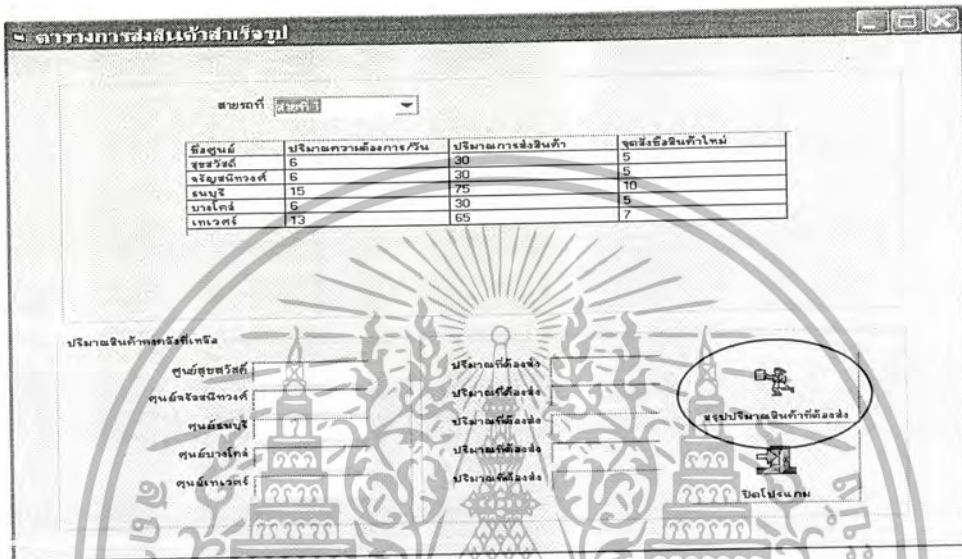 ตารางการส่งสินค้าสำเร็จรูป
สายรถที่ สายที่ 1
ชื่อศูนย์ ปริมาณความต้องการ/วัน ปริมาณการส่งสินค้า จุดสั่งซื้อสินค้าใหม่
สุขสวัสดิ์ 6 30 5
จรัญสนิทวงศ์ 6 30 5
ธนบุรี 15 75 10
บางโคล่ 6 30 5
เทเวศร์ 13 65 7
ปริมาณสินค้าคงคลังที่เหลือ
ศูนย์สุขสวัสดิ์ ปริมาณที่ต้องส่ง
ศูนย์จรัลสนิทวงศ์ ปริมาณที่ต้องส่ง
ศูนย์ธนบุรี ปริมาณที่ต้องส่ง
ศูนย์บางโคล่ ปริมาณที่ต้องส่ง
ศูนย์เทเวศร์ ปริมาณที่ต้องส่ง
สรุปปริมาณสินค้าที่ต้องส่ง
ปิดโปรแกม